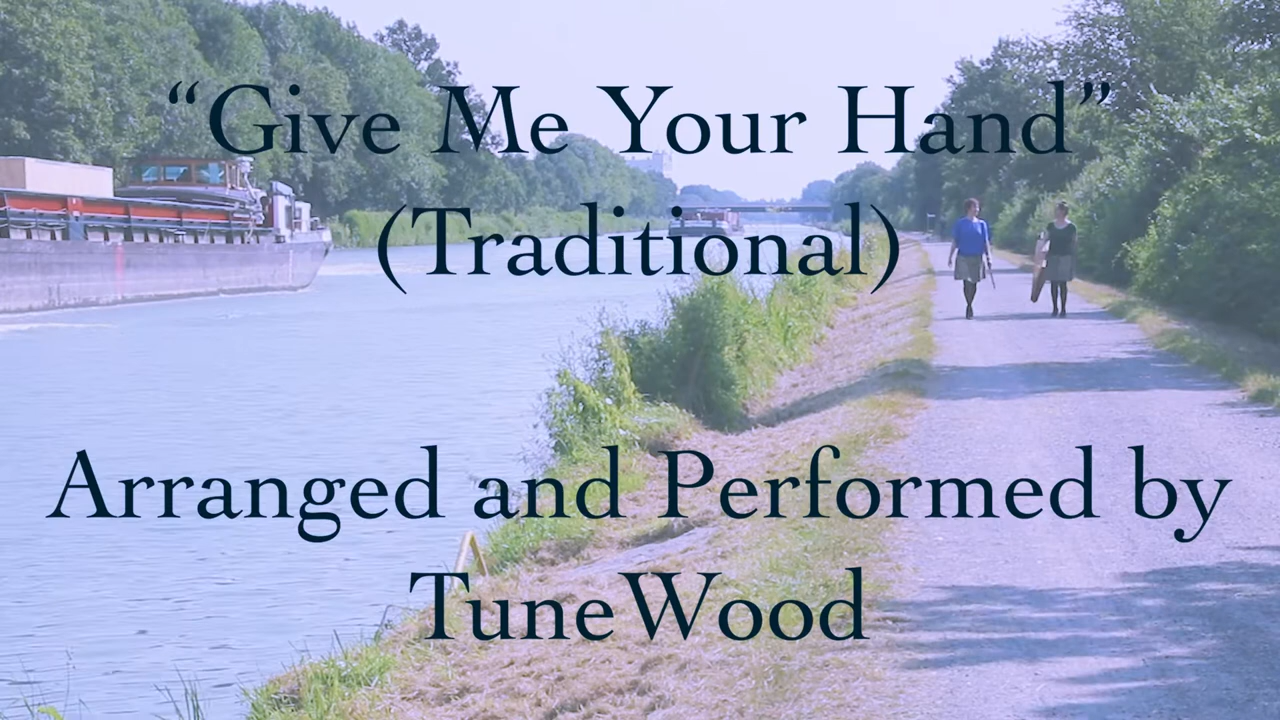 “Give Me Your Hand”
(Traditional)
Arranged and Performed by
TuneWood